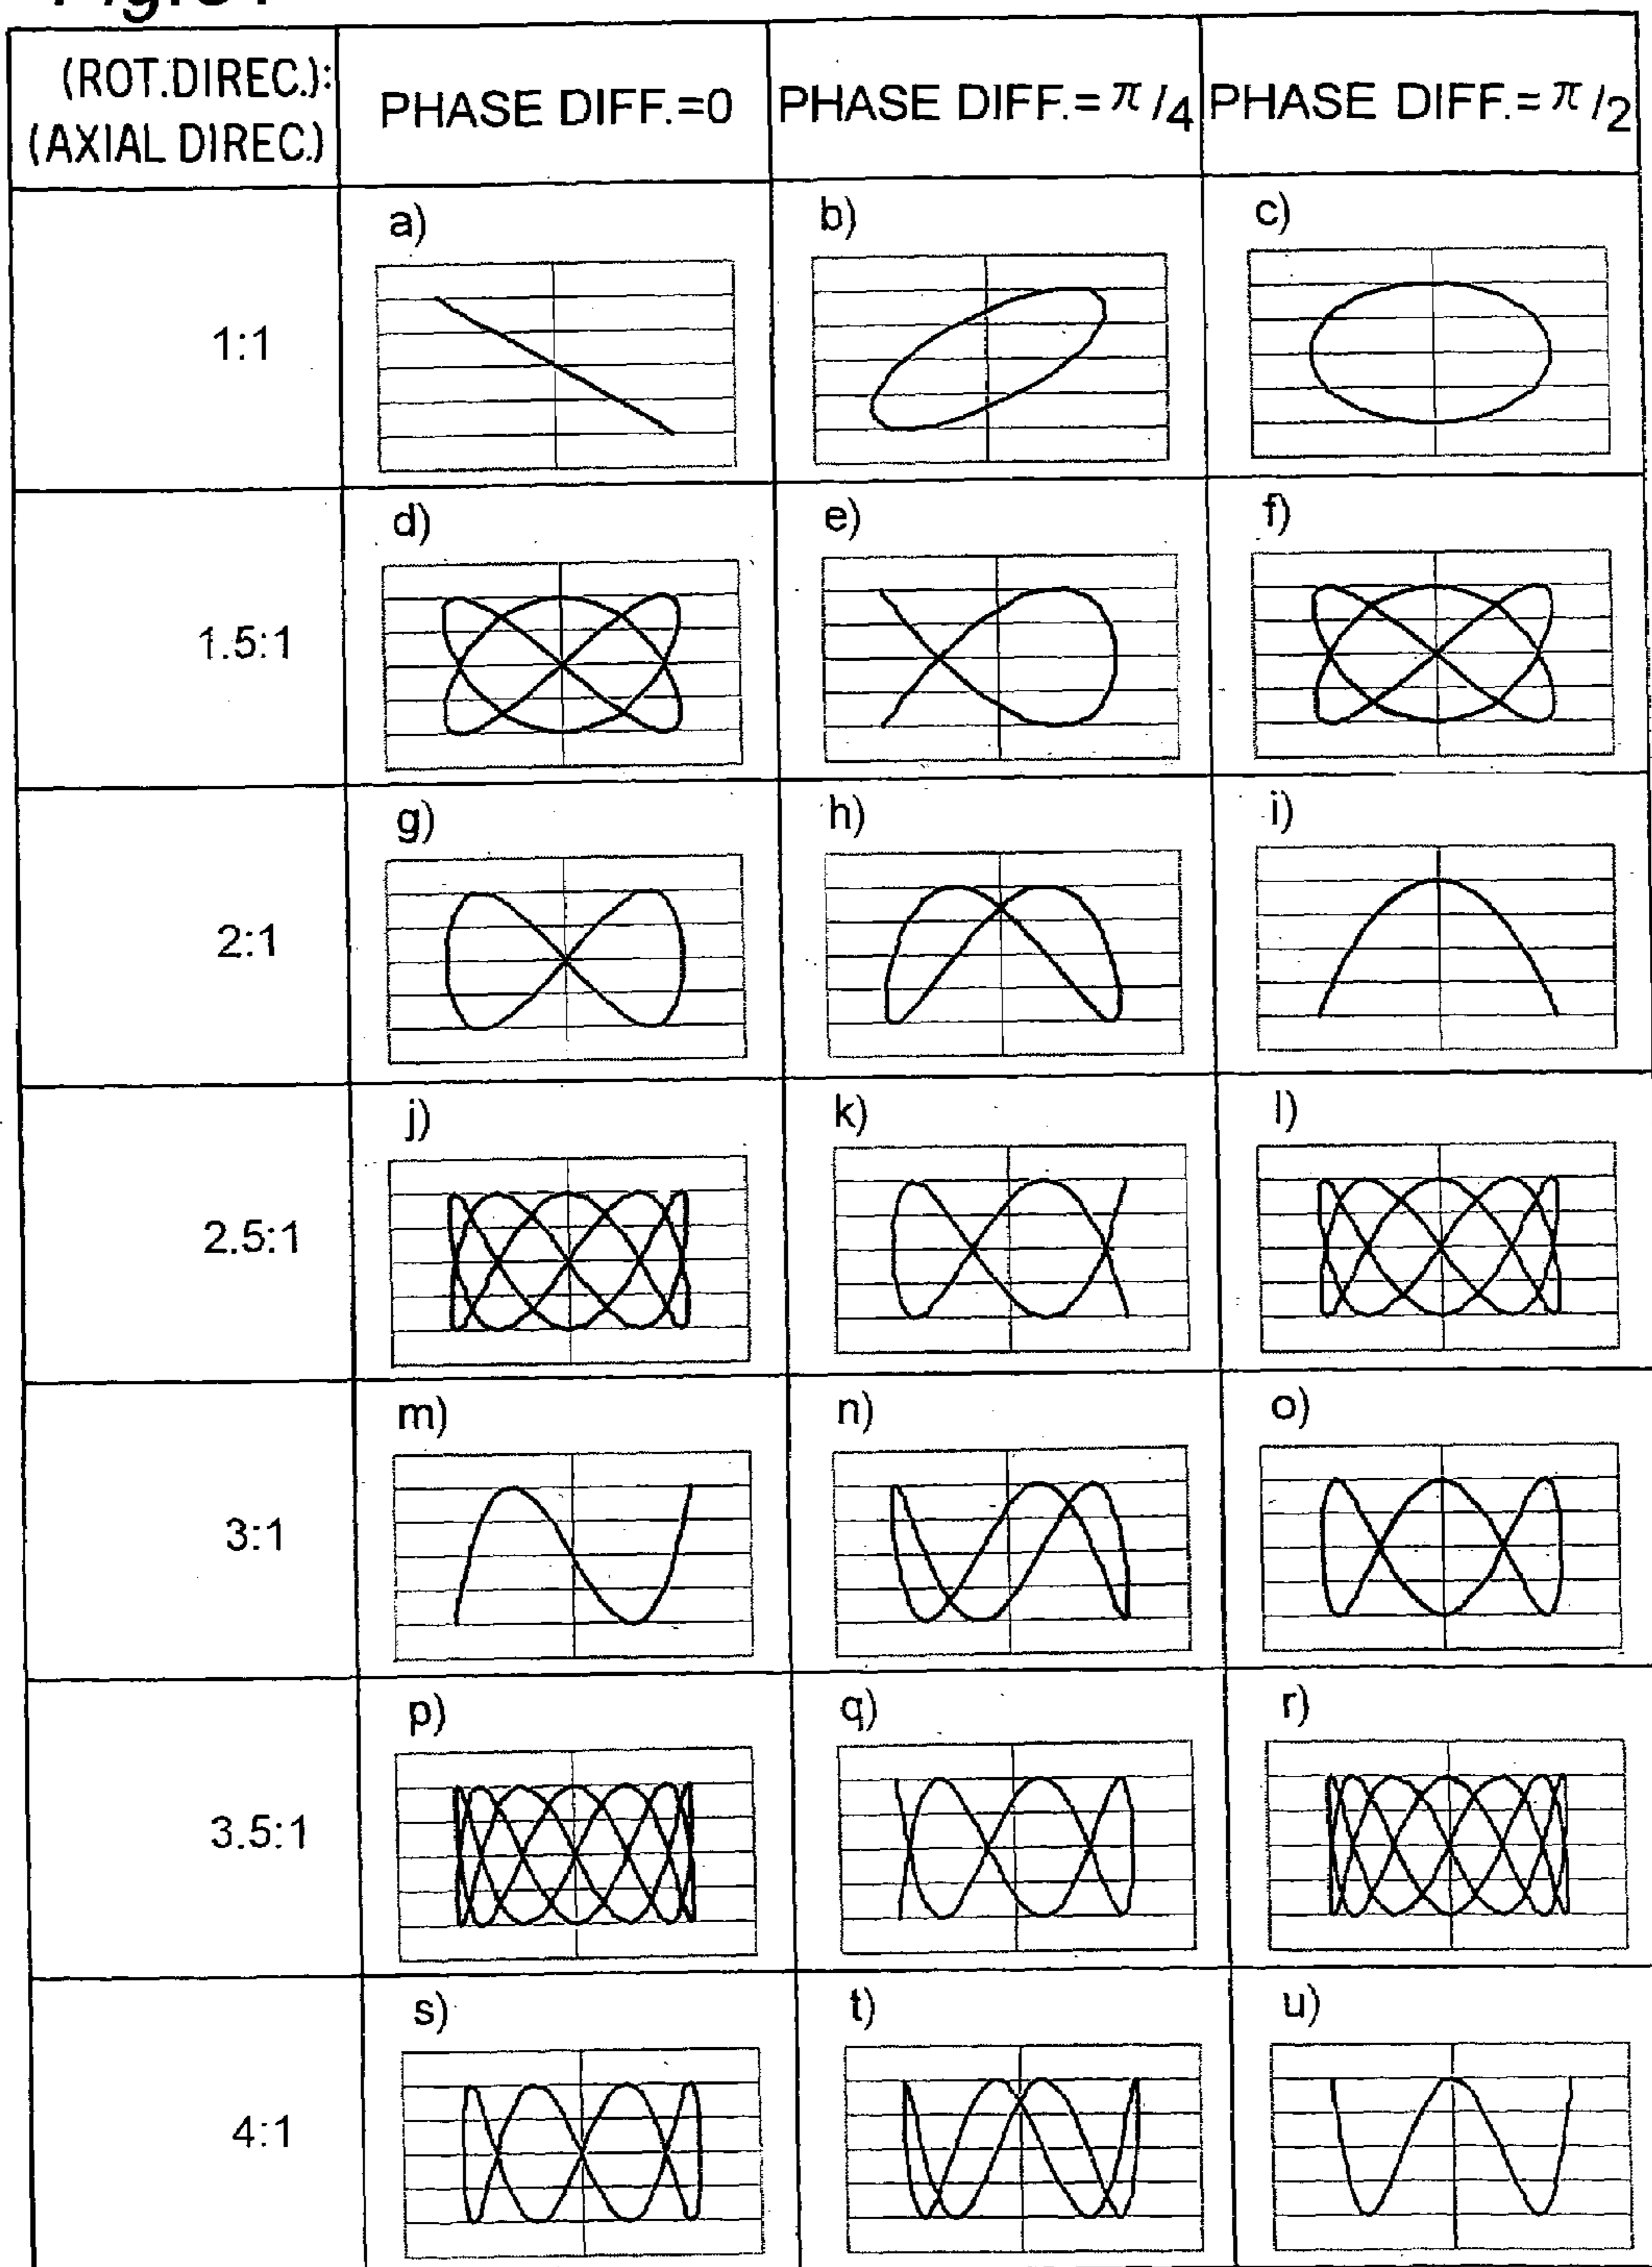 (ROT.DIREC.):
(AXIAL DIREC.)
PHASE DIFF.=0
PHASE DIFF.=π/4
PHASE DIFF.=π/2
1:1
a)
b)
c)
1.5:1
d)
e)
f)
2:1
g)
h)
i)
2.5:1
j)
k)
l)
3:1
m)
n)
o)
3.5:1
p)
q)
r)
4:1
s)
t)
u)